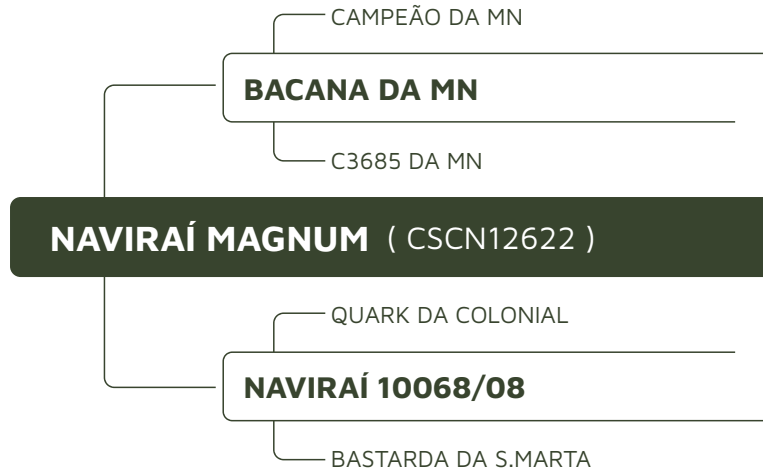 CAMPEÃO DA MN
BACANA DA MN
C3685 DA MN
NAVIRAÍ MAGNUM ( CSCN12622 )
QUARK DA COLONIAL
NAVIRAÍ 10068/08
BASTARDA DA S.MARTA